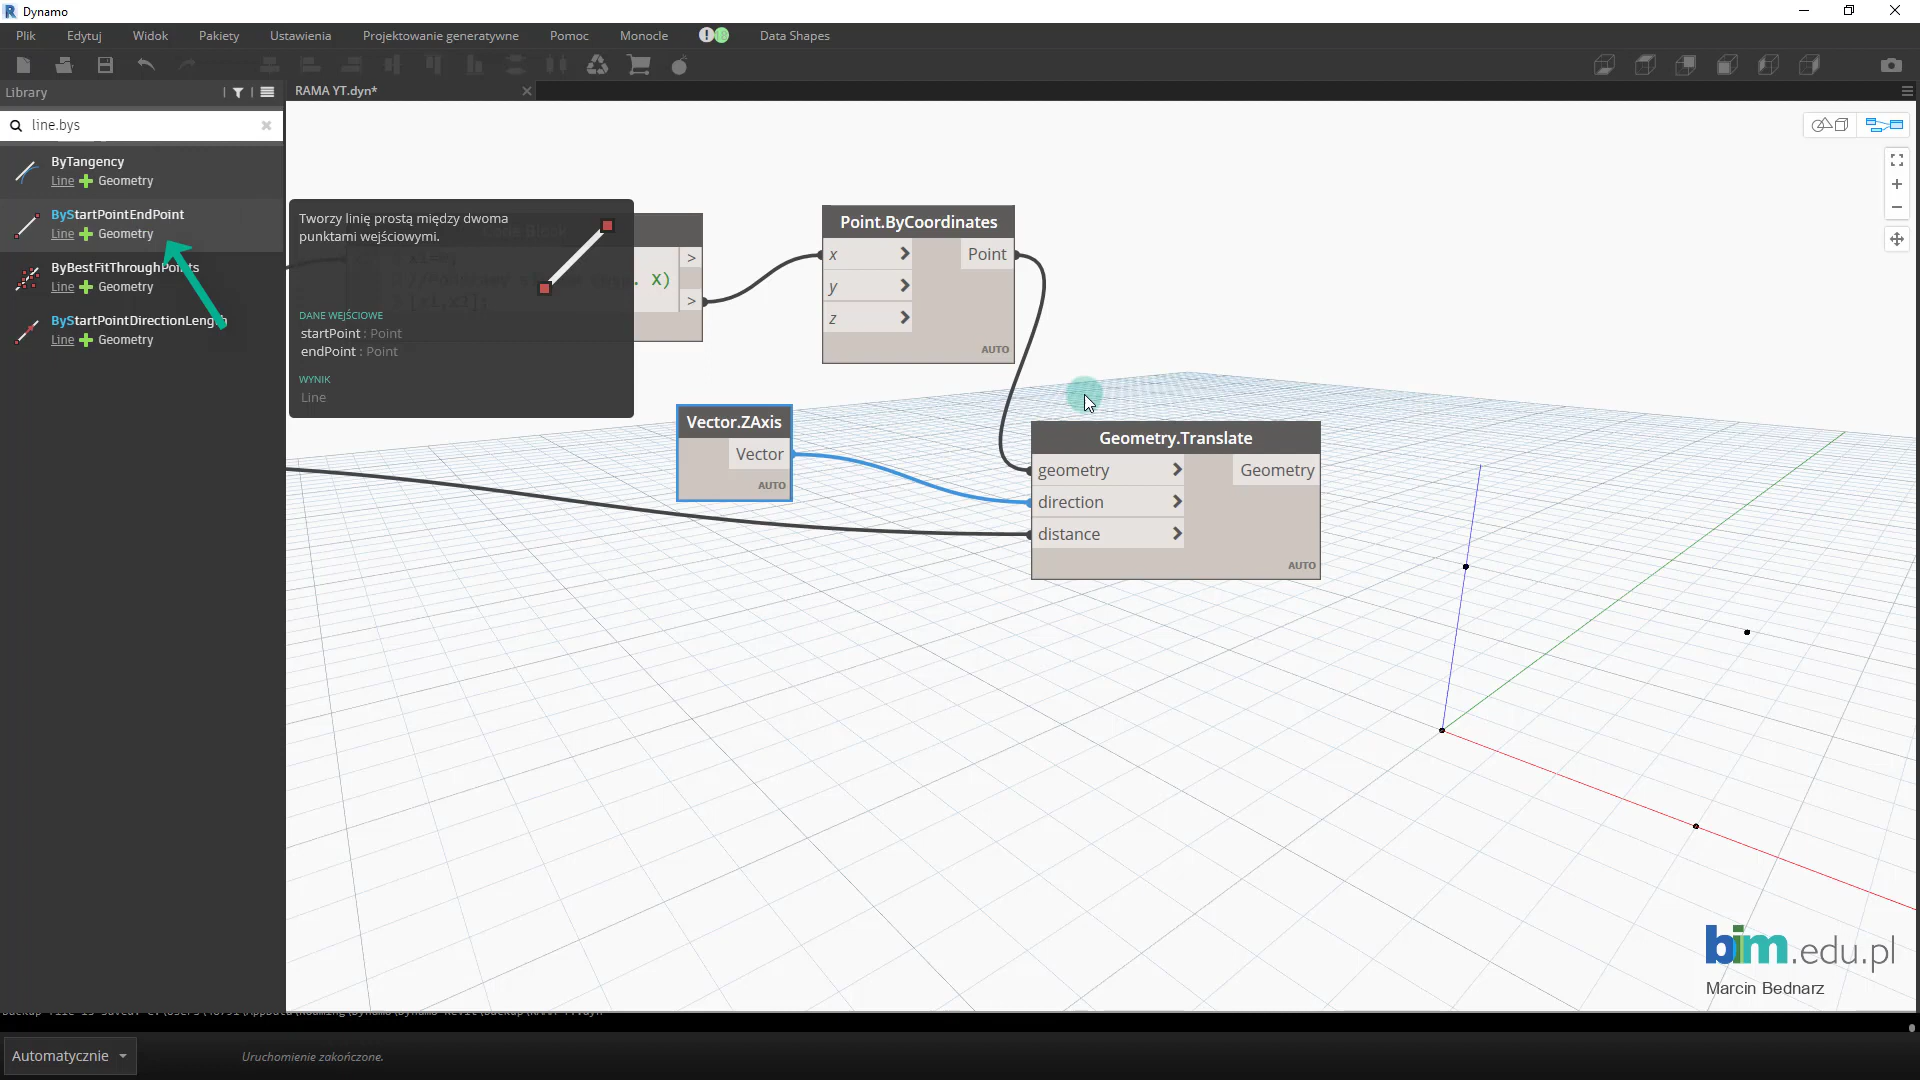 Dynamo
Plik Edytuj Widok Pakiety Ustawienia Projektowanie generatywne Pomoc Monocle Data Shapes
Library
RAMA YT.dyn*
line.bys
ByTangency
Line Geometry
ByStartPointEndPoint
Line Geometry
ByBestFitThroughPoints
Line Geometry
ByStartPointDirectionLength
Line Geometry
Tworzy linię prostą między dwoma
punktami wejściowymi.
DANE WEJŚCIOWE
startPoint : Point
endPoint : Point
WYNIK
Line
Code Block
. X)
>
>
Point.ByCoordinates
x > Point
y >
z >
AUTO
Vector.ZAxis
Vector
AUTO
Geometry.Translate
geometry > Geometry
direction >
distance >
AUTO
bim.edu.pl
Marcin Bednarz
Automatycznie
Uruchomienie zakończone.